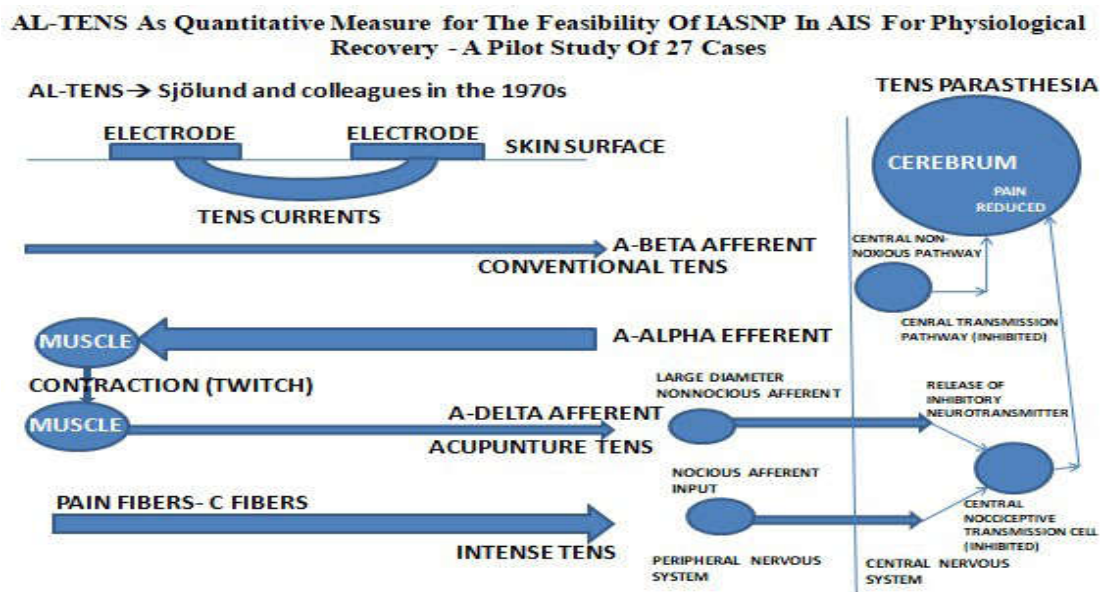 AL-TENS As Quantitative Measure for The Feasibility Of IASNP In AIS For Physiological
Recovery - A Pilot Study Of 27 Cases
AL-TENS→ Sjölund and colleagues in the 1970s
ELECTRODE
ELECTRODE
SKIN SURFACE
TENS CURRENTS
A-BETA AFFERENT
CONVENTIONAL TENS
MUSCLE
A-ALPHA EFFERENT
CONTRACTION (TWITCH)
MUSCLE
A-DELTA AFFERENT
ACUPUNTURE TENS
PAIN FIBERS- C FIBERS
INTENSE TENS
TENS PARASTHESIA
CEREBRUM
PAIN
REDUCED
CENTRAL NON-
NOXIOUS PATHWAY
CENRAL TRANSMISSION
PATHWAY (INHIBITED)
LARGE DIAMETER
NONNOCIOUS AFFERENT
RELEASE OF
INHIBITORY
NEUROTRANSMITTER
NOCIOUS AFFERENT
INPUT
CENTRAL
NOCCICEPTIVE
TRANSMISSION CELL
(INHIBITED)
PERIPHERAL NERVOUS
SYSTEM
CENTRAL NERVOUS
SYSTEM